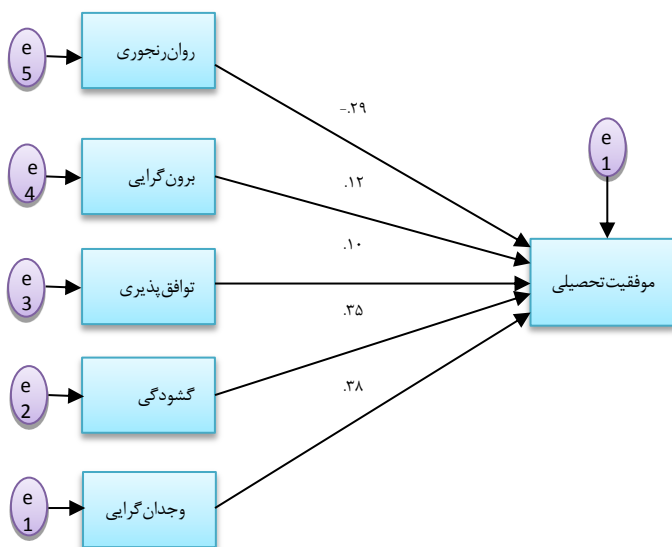 e
5
روان‌رنجوری
-.۲۹
e
1
e
4
برون‌گرایی
.۱۲
.۱۰
e
3
توافق‌پذیری
موفقیت‌تحصیلی
.۳۵
e
2
گشودگی
.۳۸
e
1
وجدان‌گرایی